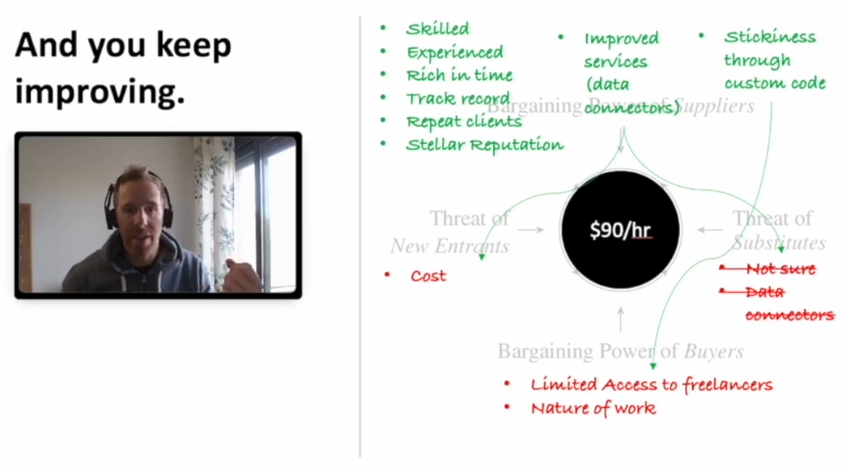 And you keep
improving.
• Skilled
• Experienced
• Rich in time
• Track record
• Repeat clients
• Stellar Reputation
• Improved
services
(data
connectors)
• Stickiness
through
custom code
Bargaining Power of Suppliers
Threat of
New Entrants
• Cost
$90/hr
Threat of
Substitutes
• Not sure
• Data
connectors
Bargaining Power of Buyers
• Limited Access to freelancers
• Nature of work